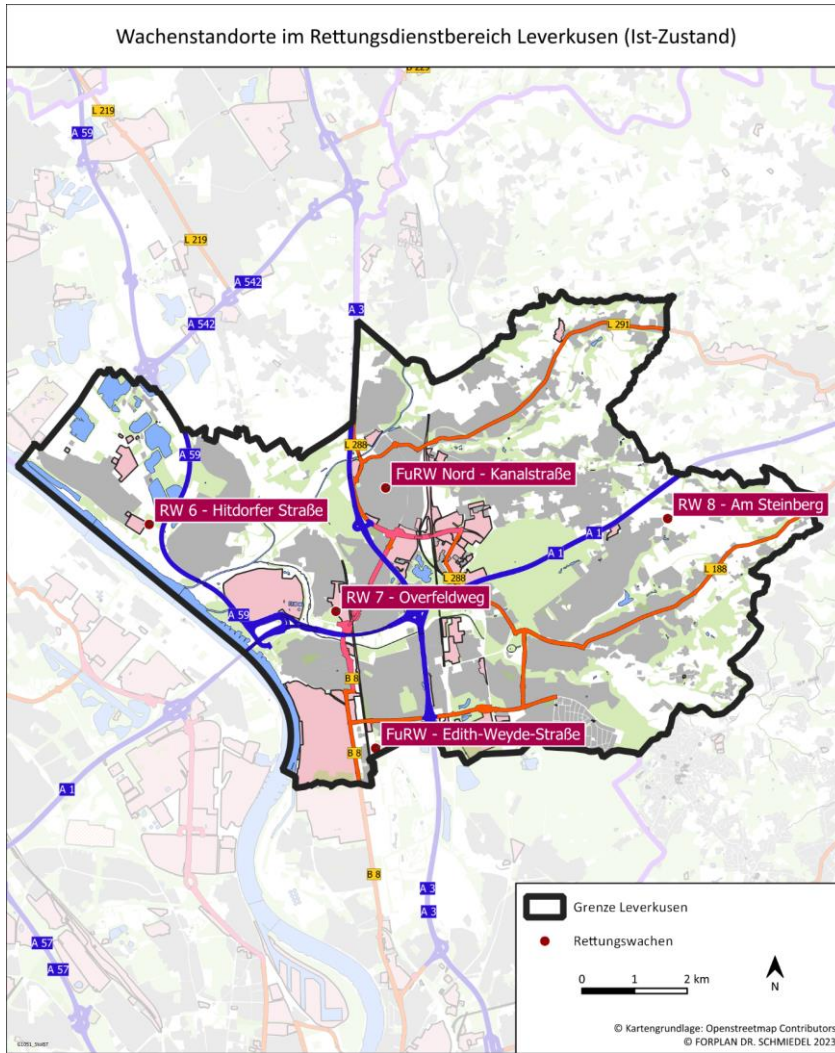 Wachenstandorte im Rettungsdienstbereich Leverkusen (Ist-Zustand)
L 219
A 59
L 219
A 542
A 542
A 3
L 291
A 59
L 288
FuRW Nord - Kanalstraße
RW 6 - Hitdorfer Straße
RW 8 - Am Steinberg
A 1
L 188
L 288
RW 7 - Overfeldweg
A 59
B 8
FuRW - Edith-Weyde-Straße
B 8
A 1
B 8
A 3
A 3
A 57
A 57
Grenze Leverkusen
Rettungswachen
0 1 2 km
N
© Kartengrundlage: Openstreetmap Contributors
© FORPLAN DR. SCHMIEDEL 2023